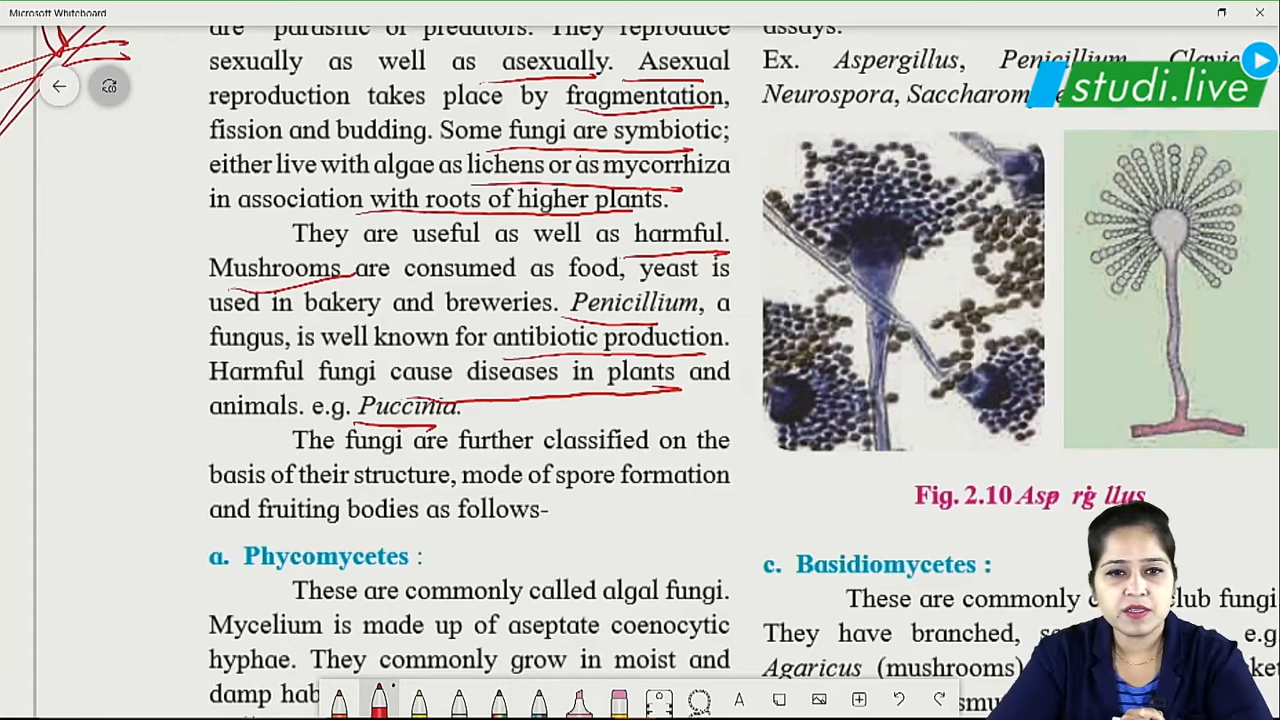 Microsoft Whiteboard
are parasitic or predators. They reproduce
sexually as well as asexually. Asexual
reproduction takes place by fragmentation,
fission and budding. Some fungi are symbiotic;
either live with algae as lichens or as mycorrhiza
in association with roots of higher plants.
They are useful as well as harmful.
Mushrooms are consumed as food, yeast is
used in bakery and breweries. Penicillium, a
fungus, is well known for antibiotic production.
Harmful fungi cause diseases in plants and
animals. e.g. Puccinia.
The fungi are further classified on the
basis of their structure, mode of spore formation
and fruiting bodies as follows-
a. Phycomycetes :
These are commonly called algal fungi.
Mycelium is made up of aseptate coenocytic
hyphae. They commonly grow in moist and
damp
assays.
Ex. Aspergillus, Penicillium,
Neurospora,
studi.live
Fig. 2.10 Asp rg llus
c. Basidiomycetes :
These are commonly club fungi
They have branched, e.g
Agaricus (mushrooms)